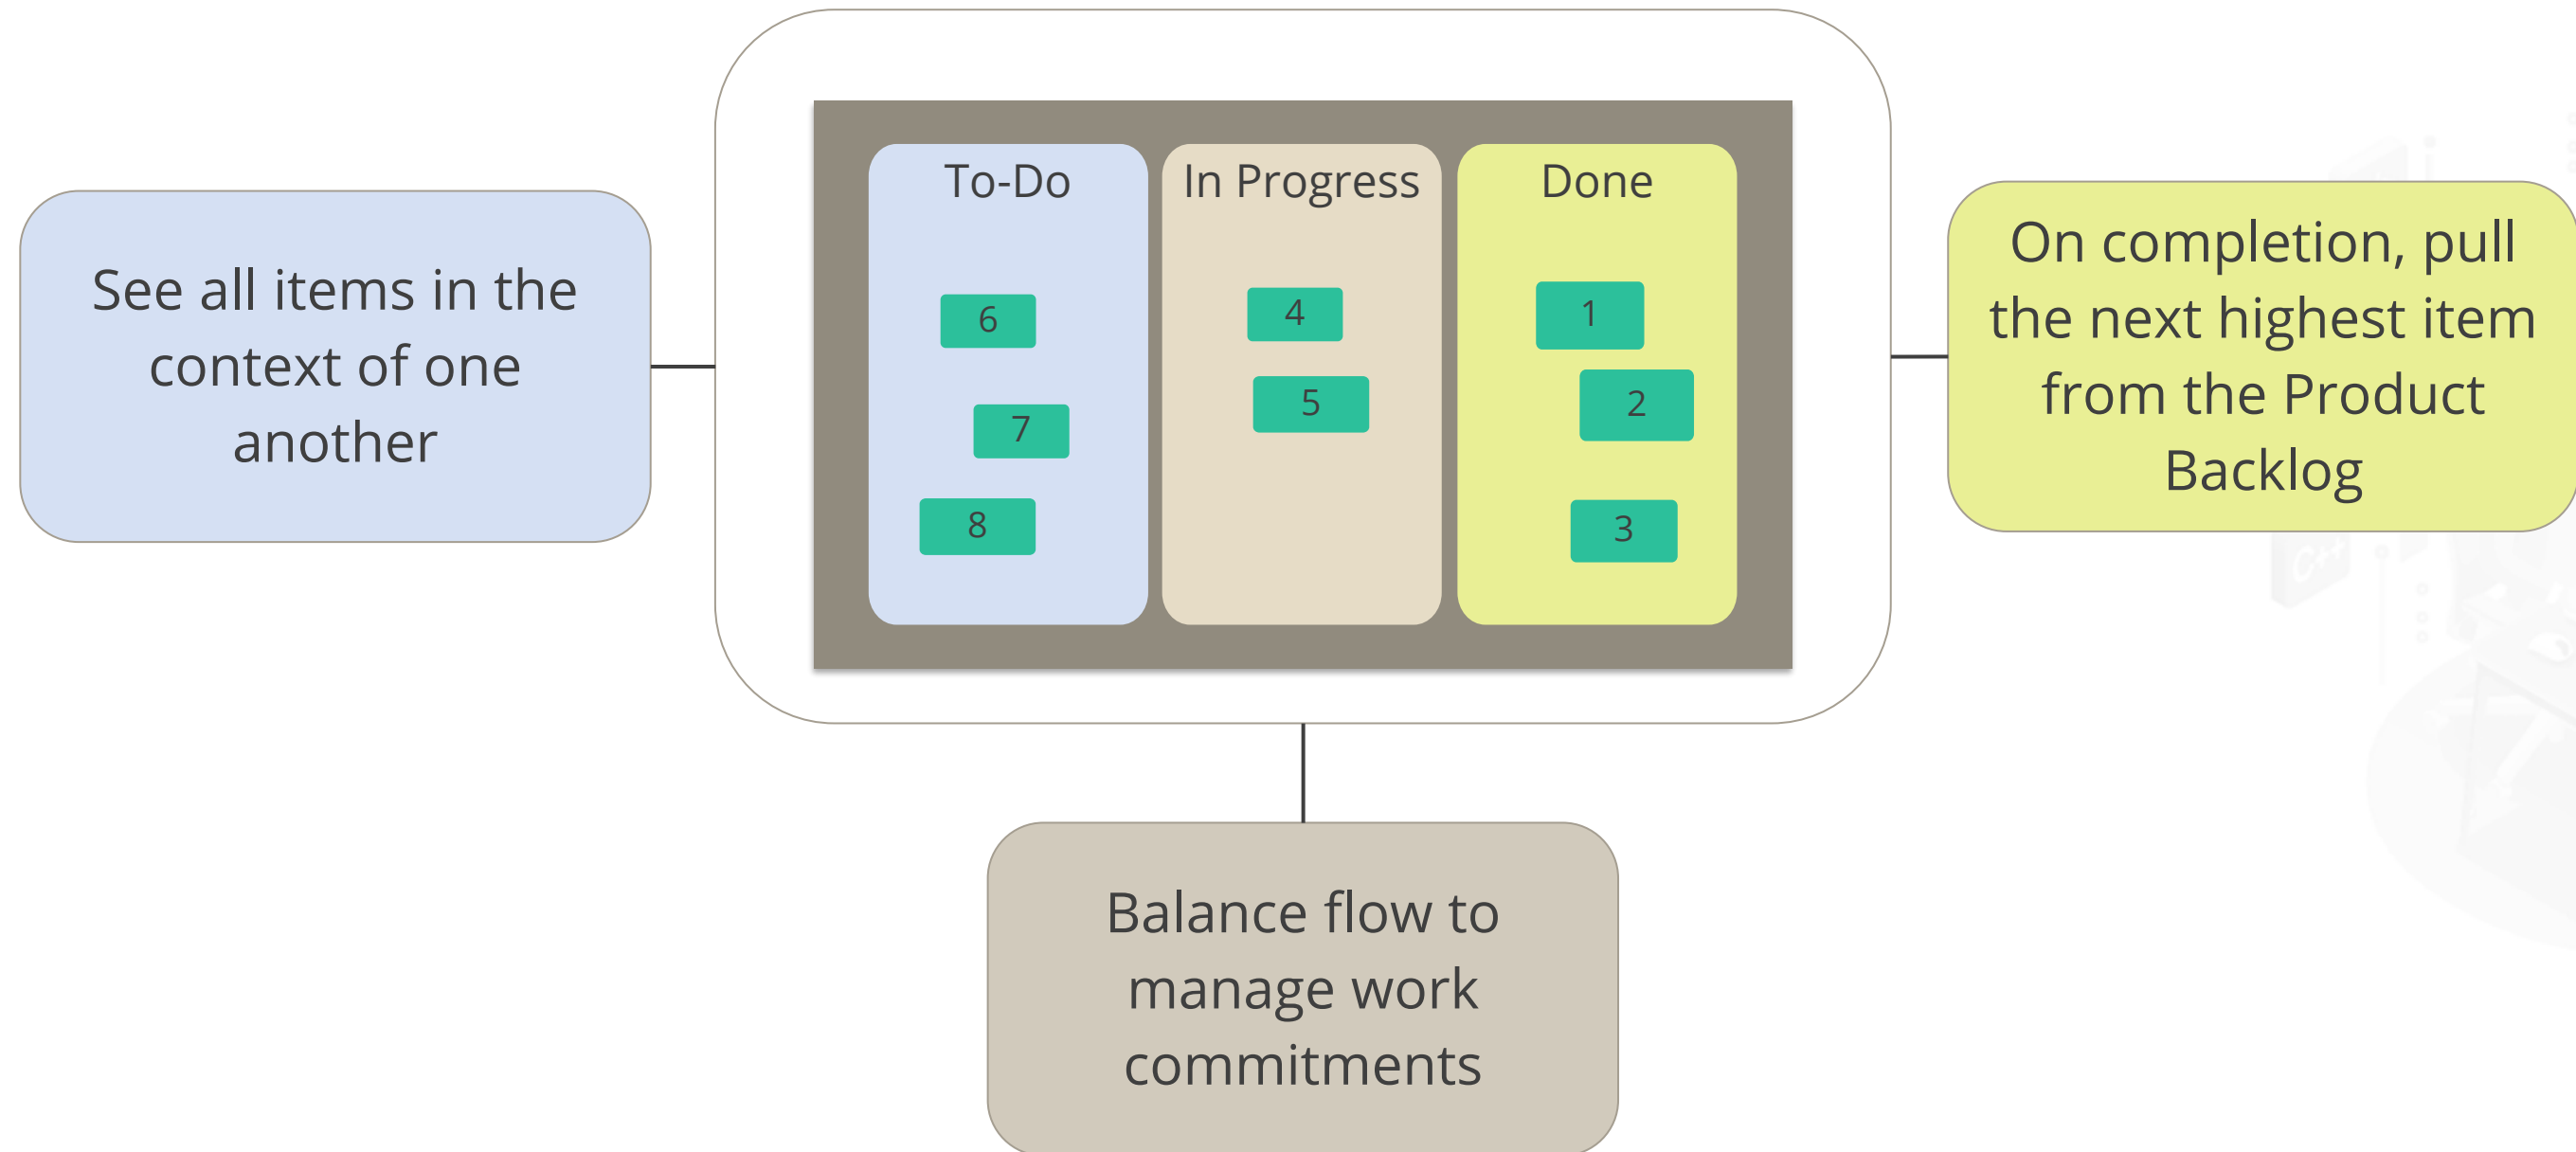 See all items in the
context of one
another
To-Do
6
7
8
In Progress
4
5
Done
1
2
3
On completion, pull
the next highest item
from the Product
Backlog
Balance flow to
manage work
commitments
C++